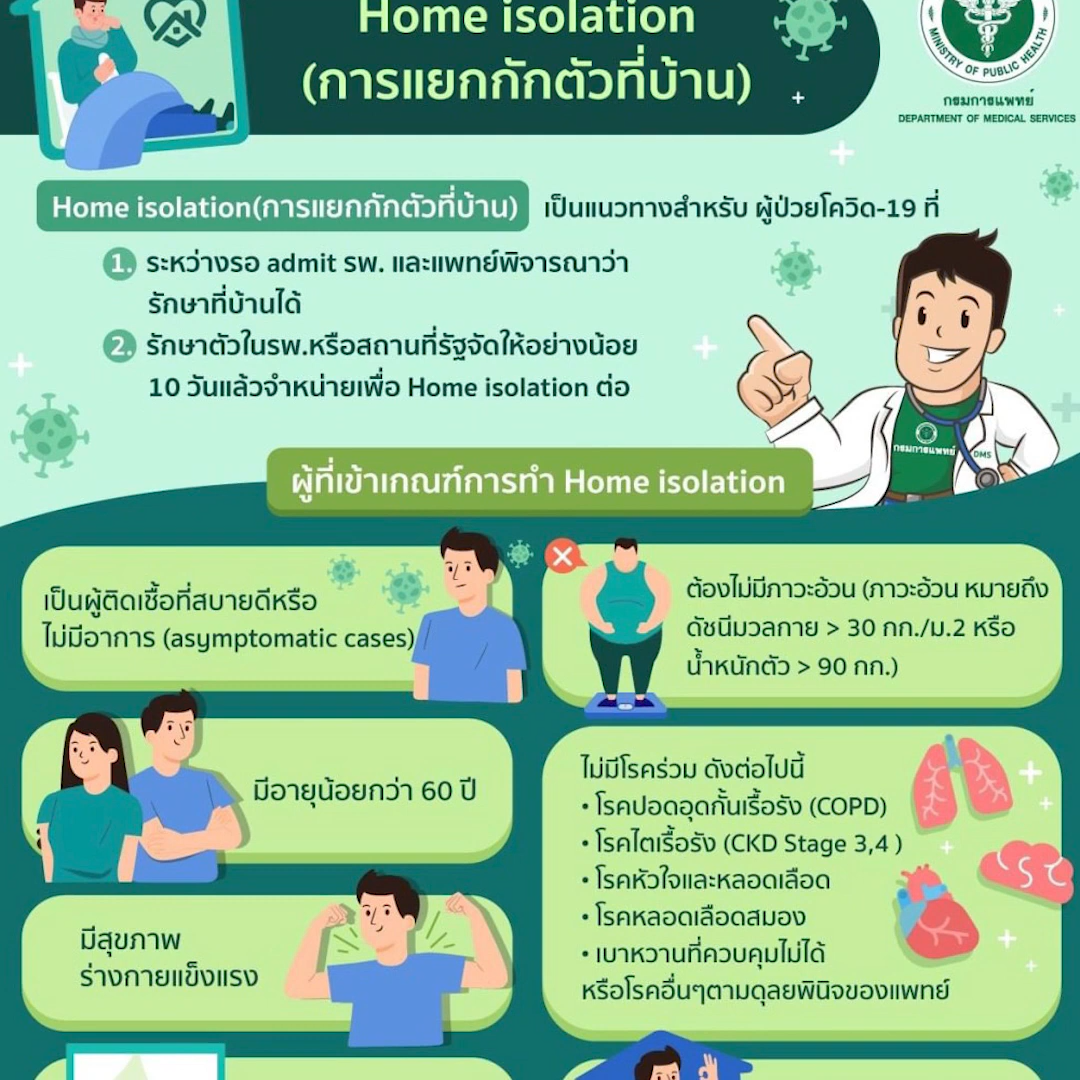 Home isolation
(การแยกกักตัวที่บ้าน)
MINISTRY OF PUBLIC HEALTH
กรมการแพทย์
DEPARTMENT OF MEDICAL SERVICES
Home isolation(การแยกกักตัวที่บ้าน) เป็นแนวทางสำหรับ ผู้ป่วยโควิด-19 ที่
1. ระหว่างรอ admit รพ. และแพทย์พิจารณาว่า
รักษาที่บ้านได้
2. รักษาตัวในรพ.หรือสถานที่รัฐจัดให้อย่างน้อย
10 วันแล้วจำหน่ายเพื่อ Home isolation ต่อ
กรมการแพทย์
DMS
ผู้ที่เข้าเกณฑ์การทำ Home isolation
เป็นผู้ติดเชื้อที่สบายดีหรือ
ไม่มีอาการ (asymptomatic cases)
ต้องไม่มีภาวะอ้วน (ภาวะอ้วน หมายถึง
ดัชนีมวลกาย > 30 กก./ม.2 หรือ
น้ำหนักตัว > 90 กก.)
มีอายุน้อยกว่า 60 ปี
ไม่มีโรคร่วม ดังต่อไปนี้
• โรคปอดอุดกั้นเรื้อรัง (COPD)
• โรคไตเรื้อรัง (CKD Stage 3,4 )
• โรคหัวใจและหลอดเลือด
• โรคหลอดเลือดสมอง
• เบาหวานที่ควบคุมไม่ได้
หรือโรคอื่นๆตามดุลยพินิจของแพทย์
มีสุขภาพ
ร่างกายแข็งแรง